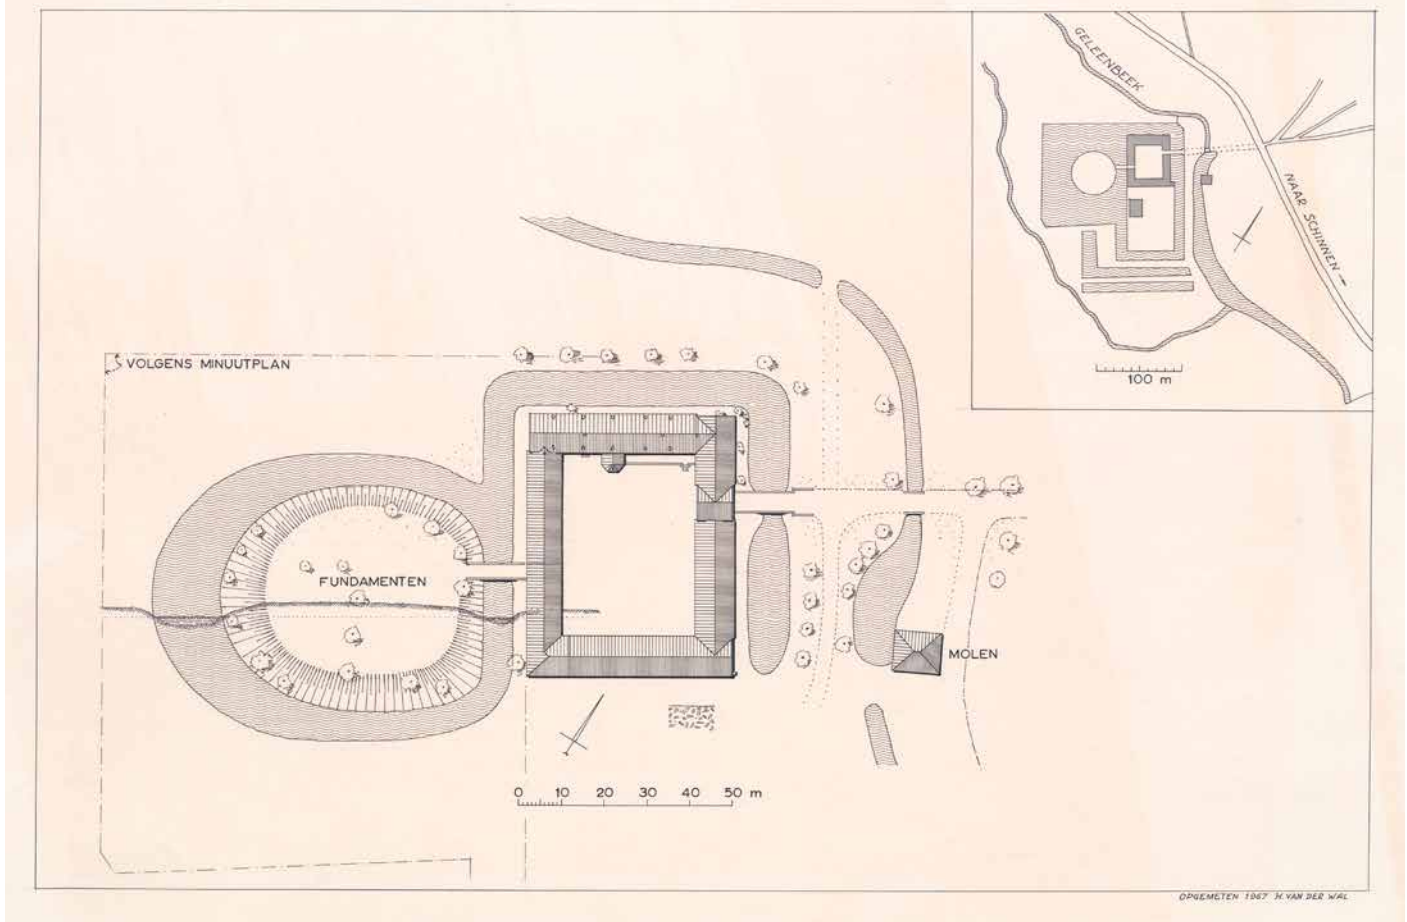 GELEENBEEK
NAAR SCHINNEN
100 m
VOLGENS MINUUTPLAN
FUNDAMENTEN
MOLEN
0 10 20 30 40 50 m
OPGEMETEN 1967 H. VAN DER WAL